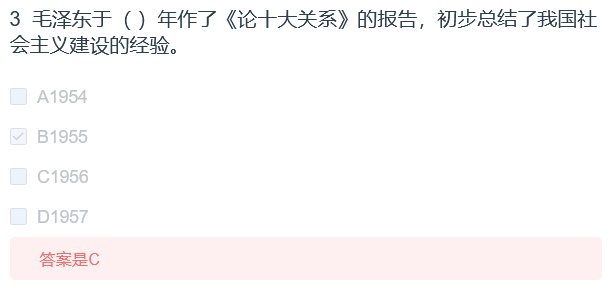 3 毛泽东于（ ）年作了《论十大关系》的报告，初步总结了我国社
会主义建设的经验。
A1954
B1955
C1956
D1957
答案是C